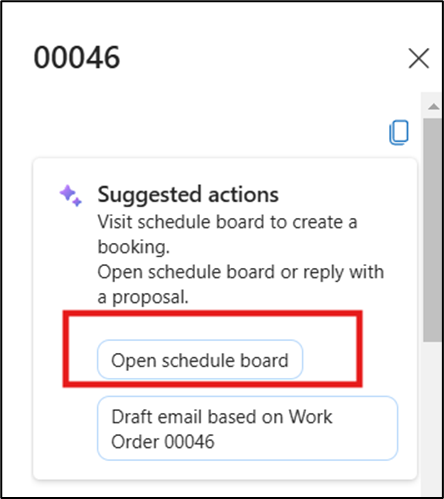 00046
Suggested actions
Visit schedule board to create a
booking.
Open schedule board or reply with
a proposal.
Open schedule board
Draft email based on Work
Order 00046